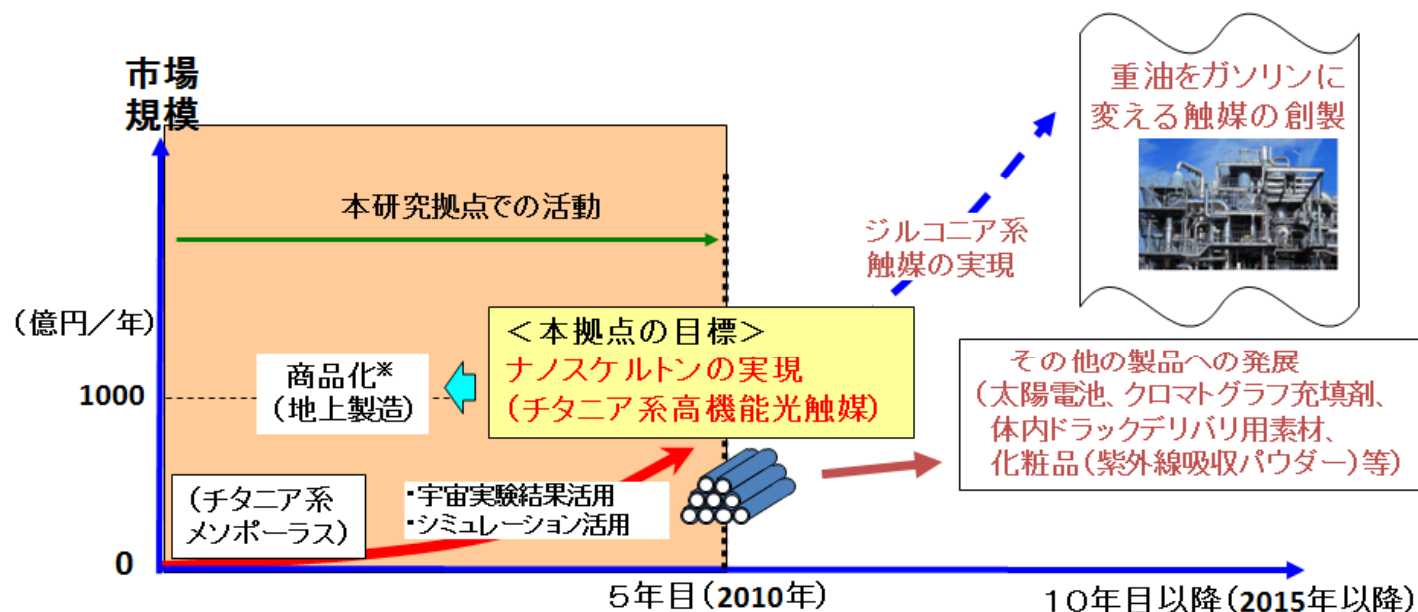 市場
規模
重油をガソリンに
変える触媒の創製
本研究拠点での活動
ジルコニア系
触媒の実現
(億円/年)
<本拠点の目標>
ナノスケルトンの実現
(チタニア系高機能光触媒)
商品化※
(地上製造)
1000
その他の製品への発展
(太陽電池、クロマトグラフ充填剤、
体内ドラックデリバリ用素材、
化粧品(紫外線吸収パウダー)等)
(チタニア系
メソポーラス)
・宇宙実験結果活用
・シミュレーション活用
0
5年目(2010年)
10年目以降(2015年以降)